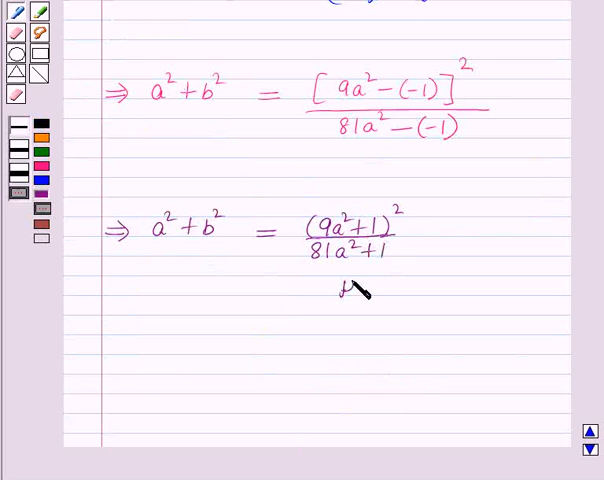 ⇒ a² + b² = [9a² − (−1)]² / 81a² − (−1)
⇒ a² + b² = (9a² + 1)² / 81a² + 1